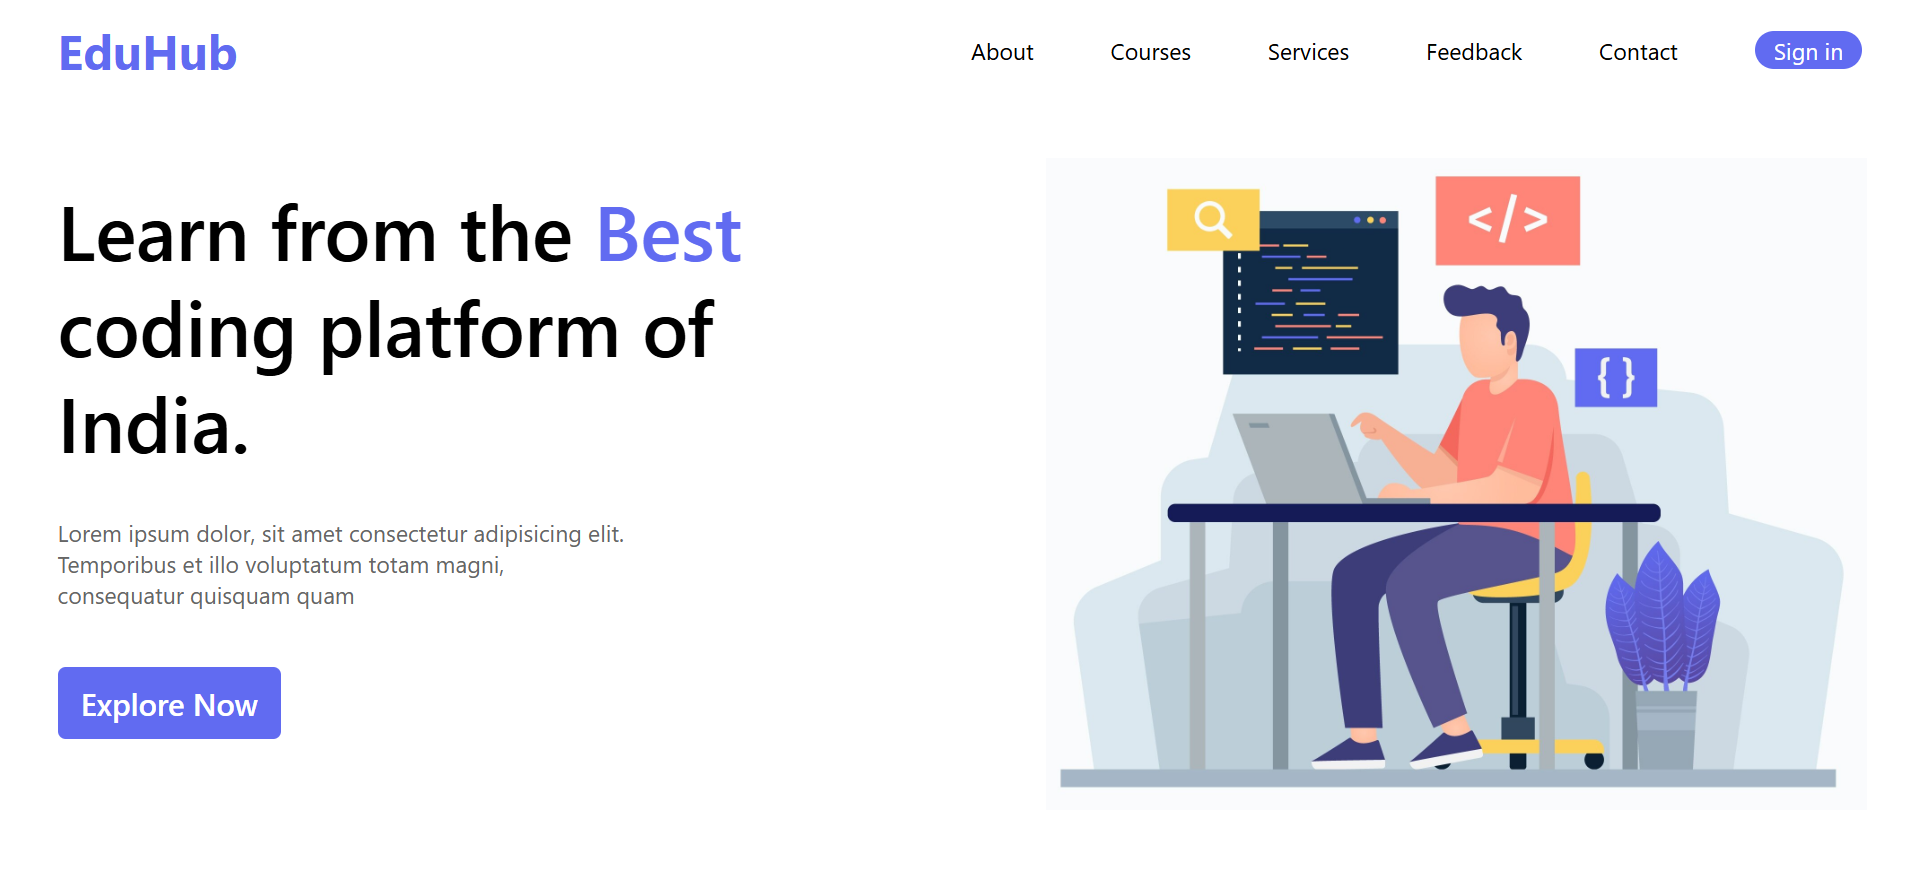 EduHub
About
Courses
Services
Feedback
Contact
Sign in
Learn from the Best
coding platform of
India.
Lorem ipsum dolor, sit amet consectetur adipisicing elit.
Temporibus et illo voluptatum totam magni,
consequatur quisquam quam
Explore Now
</>
{ }